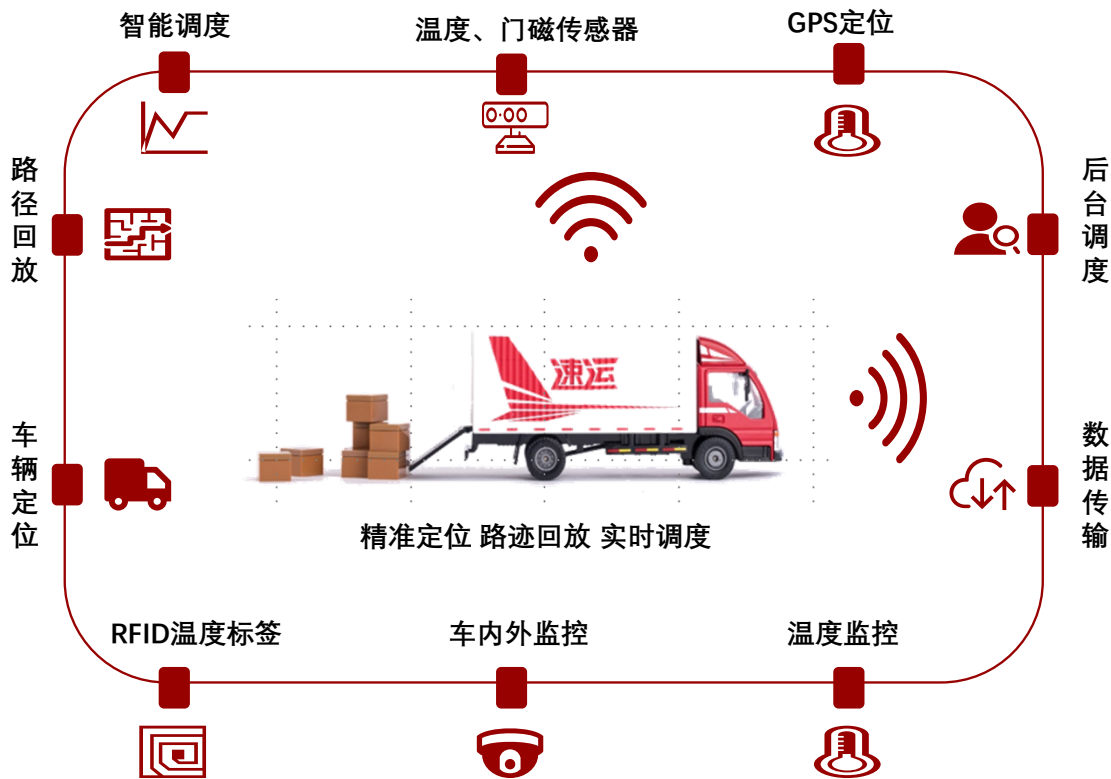 智能调度
温度、门磁传感器
GPS定位
路径回放
后台调度
速运
车辆定位
数据传输
精准定位 路迹回放 实时调度
RFID温度标签
车内外监控
温度监控